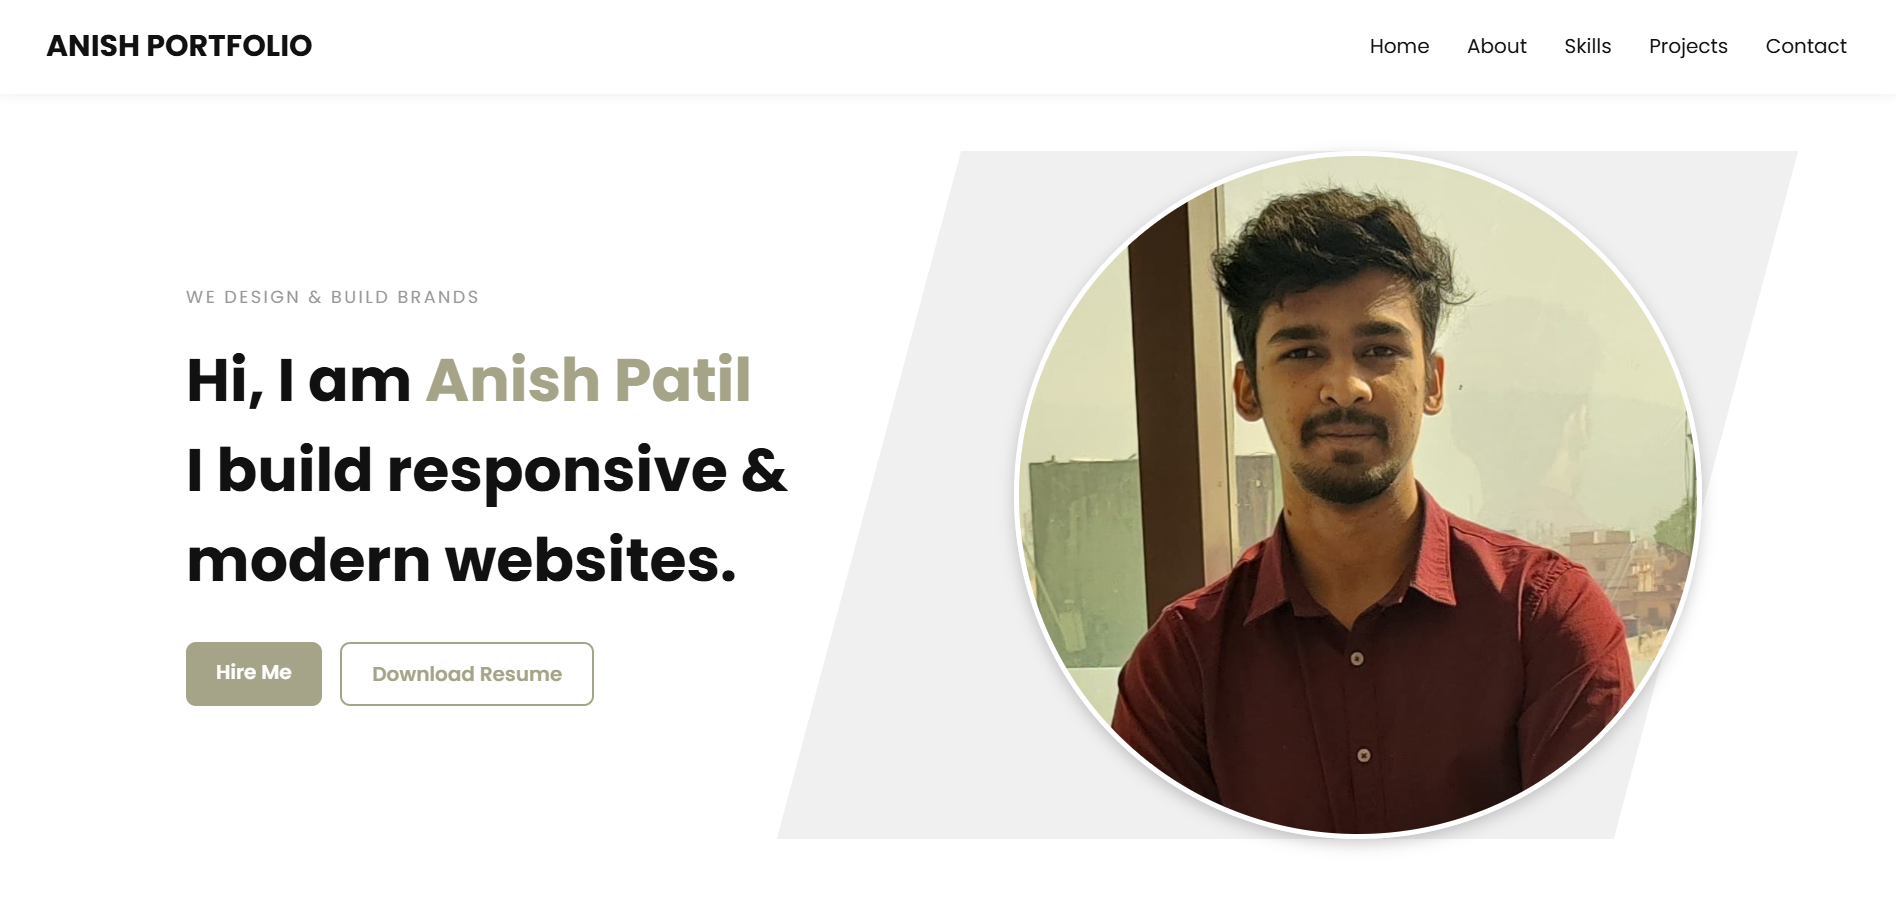 ANISH PORTFOLIO
Home About Skills Projects Contact
WE DESIGN & BUILD BRANDS
Hi, I am Anish Patil
I build responsive &
modern websites.
Hire Me
Download Resume